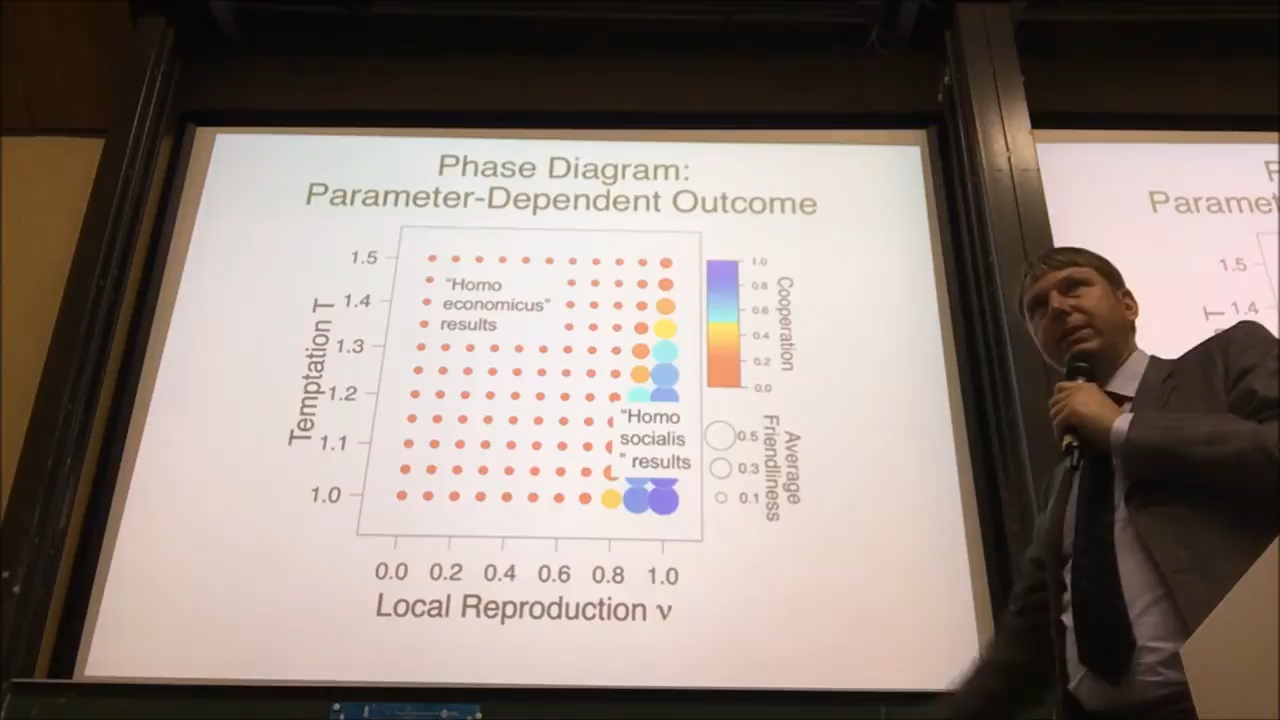 Phase Diagram:
Parameter-Dependent Outcome
1.5
1.4
1.3
1.2
1.1
1.0
Temptation T
"Homo
economicus"
results
"Homo
socialis
" results
0.0 0.2 0.4 0.6 0.8 1.0
Local Reproduction ν
1.0
0.8
0.6
0.4
0.2
0.0
Cooperation
0.5
0.3
0.1
Average
Friendliness
P
Paramet
1.5
1.4
T